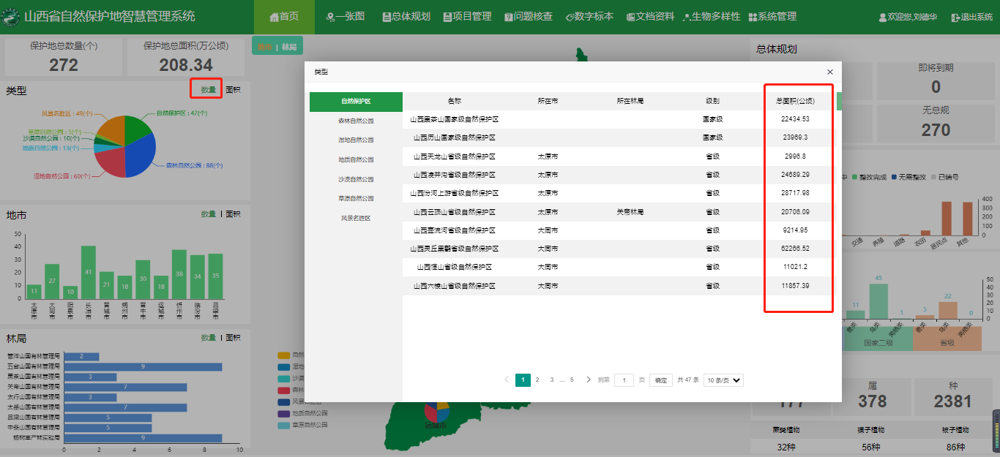 山西省自然保护地智慧管理系统
首页 一张图 总体规划 项目管理 问题核查 数字标本 文档资料 生物多样性 系统管理 欢迎您,刘德华 退出系统
保护地总数量(个) 保护地总面积(万公顷)
272 208.34
| 林局
类型 数量 面积
风景名胜区 : 49(个) 自然保护区 : 47(个)
草原自然公园 : 5(个)
沙漠自然公园 : 10(个)
地质自然公园 : 13(个)
森林自然公园 : 88(个)
湿地自然公园 : 60(个)
地市 数量 | 面积
50
40
30
20
10
0
11 27 10 41 21 18 30 18 38 34 35
太原市 大同市 阳泉市 长治市 晋城市 朔州市 晋中市 运城市 忻州市 临汾市 吕梁市
林局 数量 | 面积
管涔山国有林管理局 2
五台山国有林管理局 9
黑茶山国有林管理局 3
关帝山国有林管理局 7
太行山国有林管理局 3
太岳山国有林管理局 7
吕梁山国有林管理局 5
中条山国有林管理局 5
杨树丰产林实验局 9
0 2 4 6 8 10
类型 ×
自然保护区
森林自然公园
湿地自然公园
地质自然公园
沙漠自然公园
草原自然公园
风景名胜区
名称 所在市 所在林局 级别 总面积(公顷)
山西黑茶山国家级自然保护区 国家级 22434.53
山西历山国家级自然保护区 国家级 23969.3
山西天龙山省级自然保护区 太原市 省级 2996.8
山西凌井沟省级自然保护区 太原市 省级 24689.29
山西汾河上游省级自然保护区 太原市 省级 28717.98
山西云顶山省级自然保护区 太原市 关帝林局 省级 20706.09
山西壶流河省级自然保护区 大同市 省级 9214.95
山西灵丘黑鹳省级自然保护区 大同市 省级 62266.52
山西恒山省级自然保护区 大同市 省级 11021.2
山西六棱山省级自然保护区 大同市 省级 11857.39
1 2 3 ... 5 到第 1 页 确定 共 47 条 10 条/页
自然
湿地
沙漠
森林
风景名胜区
地质自然公园
草原自然公园
运城市
总体规划
即将到期
0
无总规
270
中 整改完成 无需整改 已销号
400
300
200
100
0
交通 养殖 道路 农田 居民点 其他
50
40
30
20
10
0
11 45 1 5 22 0
兽类 鸟类 两栖类 兽类 鸟类 两栖类
国家二级 省级
属 种
177 378 2381
蕨类植物 裸子植物 被子植物
32种 56种 86种